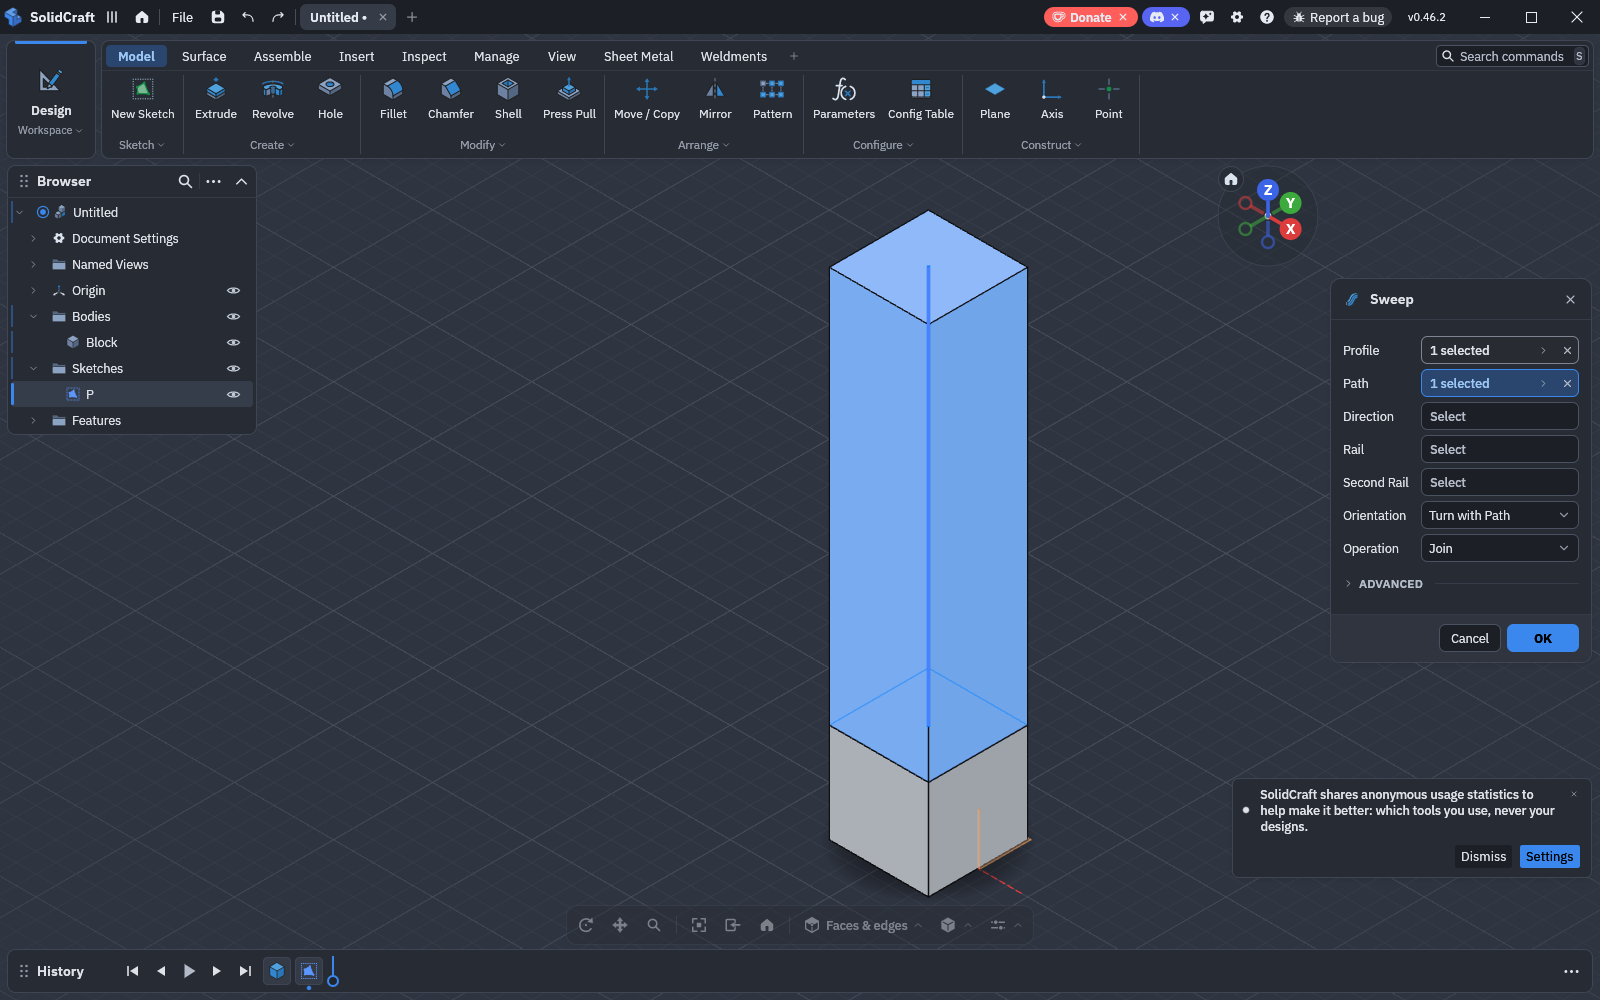 SolidCraft
File
Untitled •
Donate
Report a bug
v0.46.2
Design
Workspace
Model
Surface
Assemble
Insert
Inspect
Manage
View
Sheet Metal
Weldments
Search commands
S
New Sketch
Extrude
Revolve
Hole
Fillet
Chamfer
Shell
Press Pull
Move / Copy
Mirror
Pattern
Parameters
Config Table
Plane
Axis
Point
Sketch
Create
Modify
Arrange
Configure
Construct
Browser
Untitled
Document Settings
Named Views
Origin
Bodies
Block
Sketches
P
Features
Z
Y
X
Sweep
Profile
1 selected
Path
1 selected
Direction
Select
Rail
Select
Second Rail
Select
Orientation
Turn with Path
Operation
Join
ADVANCED
Cancel
OK
SolidCraft shares anonymous usage statistics to
help make it better: which tools you use, never your
designs.
Dismiss
Settings
Faces & edges
History